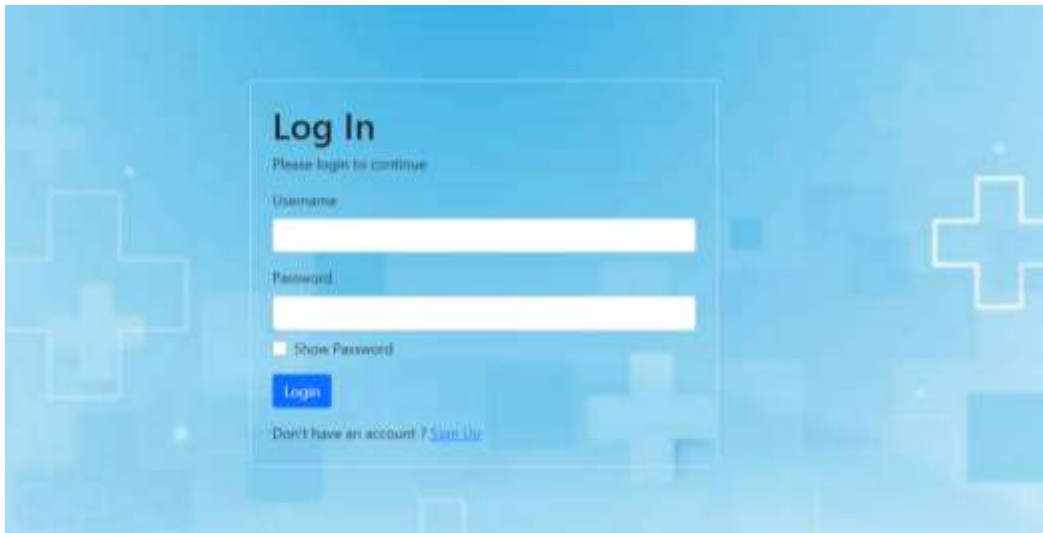 Log In
Please login to continue
Username
Password
Show Password
Login
Don't have an account ? Sign Up